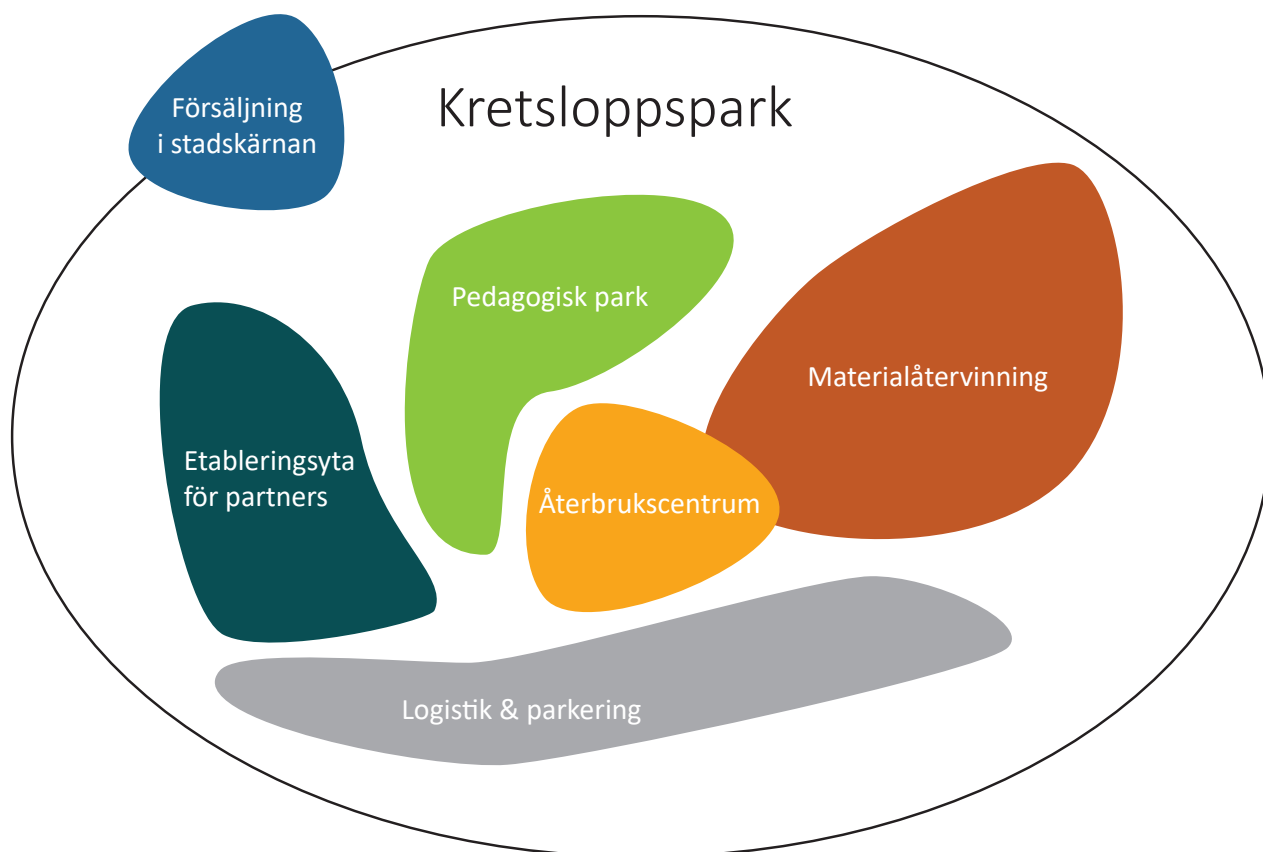 Försäljning
i stadskärnan
Kretsloppspark
Pedagogisk park
Materialåtervinning
Etableringsyta
för partners
Återbrukscentrum
Logistik & parkering